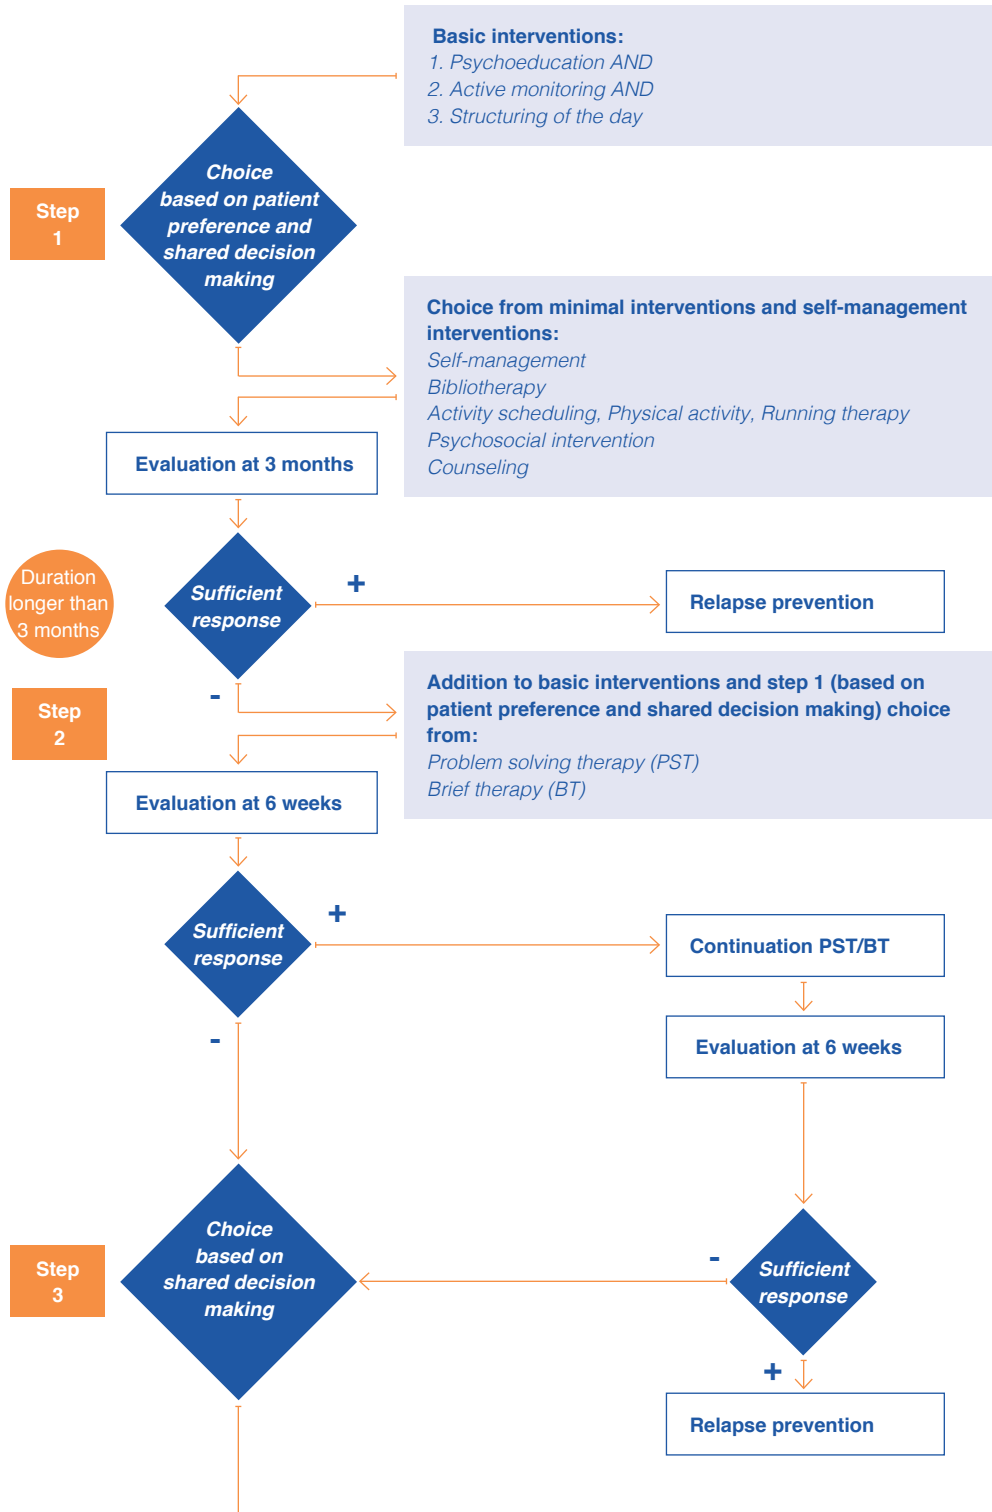 Basic interventions:
1. Psychoeducation AND
2. Active monitoring AND
3. Structuring of the day
Choice
based on patient
preference and
shared decision
making
Step
1
Choice from minimal interventions and self-management
interventions:
Self-management
Bibliotherapy
Activity scheduling, Physical activity, Running therapy
Psychosocial intervention
Counseling
Evaluation at 3 months
Duration
longer than
3 months
Sufficient
response
+
Relapse prevention
-
Step
2
Addition to basic interventions and step 1 (based on
patient preference and shared decision making) choice
from:
Problem solving therapy (PST)
Brief therapy (BT)
Evaluation at 6 weeks
Sufficient
response
+
Continuation PST/BT
-
Evaluation at 6 weeks
Step
3
Choice
based on
shared decision
making
-
Sufficient
response
+
Relapse prevention